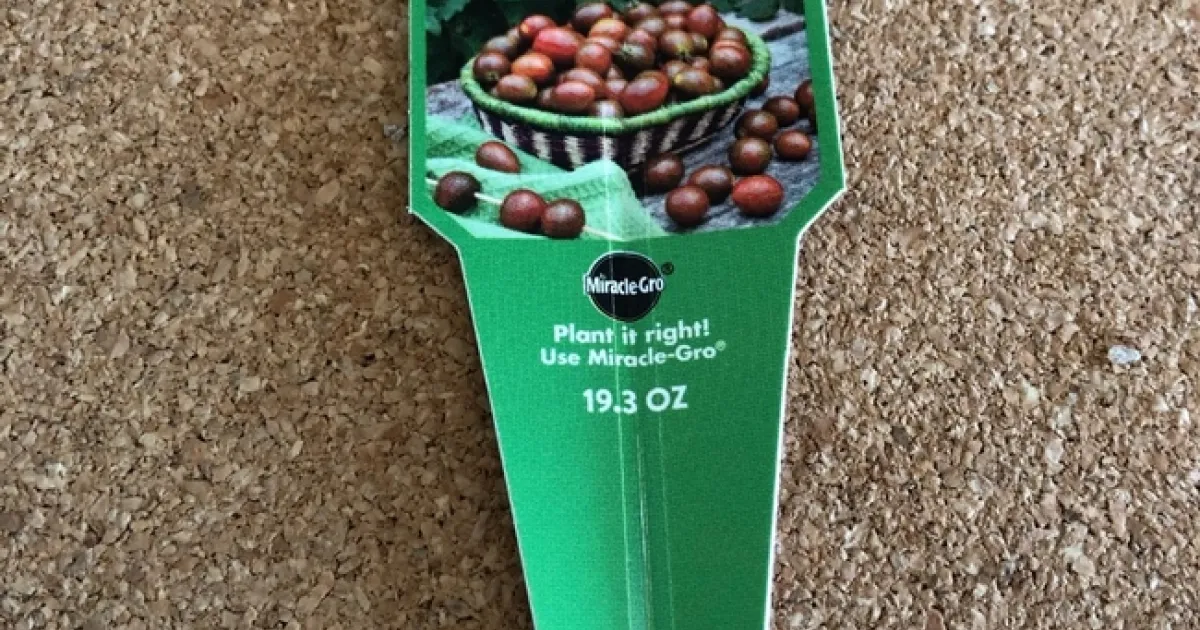 Miracle-Gro®
Plant it right!
Use Miracle-Gro®
19.3 OZ